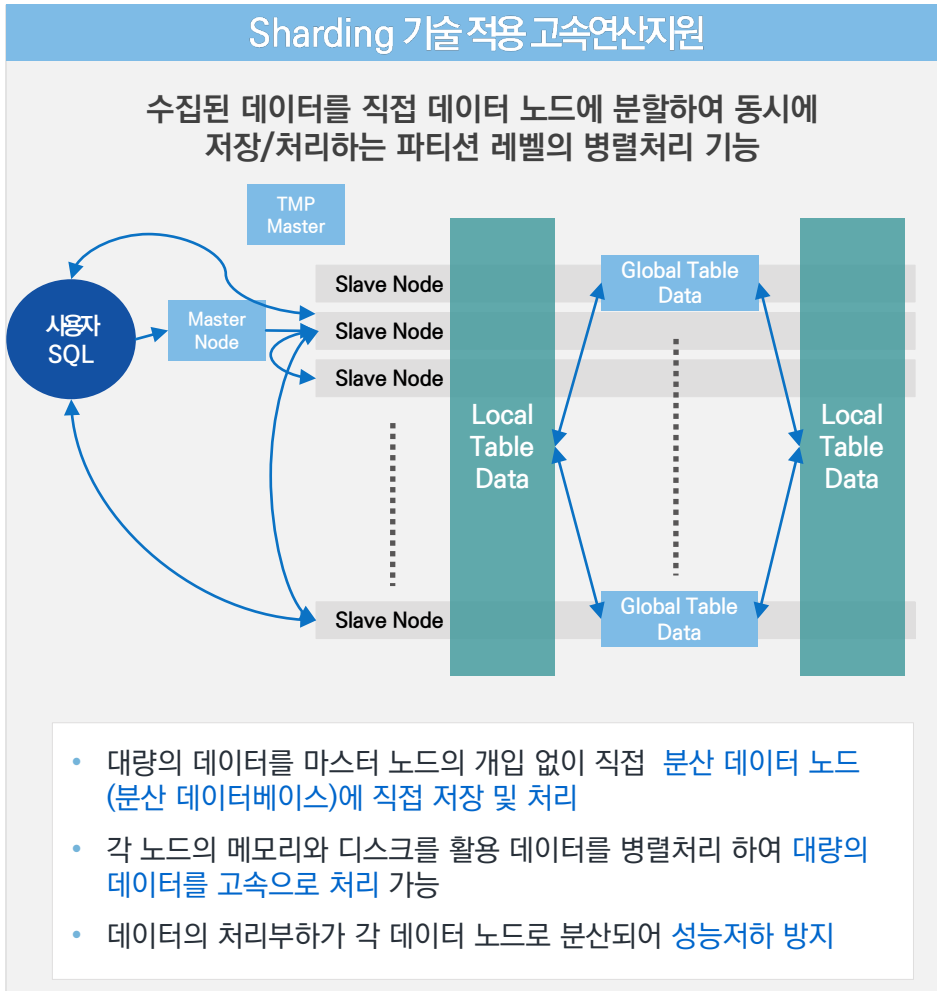 Sharding 기술 적용 고속연산지원
수집된 데이터를 직접 데이터 노드에 분할하여 동시에
저장/처리하는 파티션 레벨의 병렬처리 기능
TMP
Master
사용자
SQL
Master
Node
Slave Node
Slave Node
Slave Node
Slave Node
Local
Table
Data
Global Table
Data
Global Table
Data
Local
Table
Data
• 대량의 데이터를 마스터 노드의 개입 없이 직접 분산 데이터 노드
(분산 데이터베이스)에 직접 저장 및 처리
• 각 노드의 메모리와 디스크를 활용 데이터를 병렬처리 하여 대량의
데이터를 고속으로 처리 가능
• 데이터의 처리부하가 각 데이터 노드로 분산되어 성능저하 방지